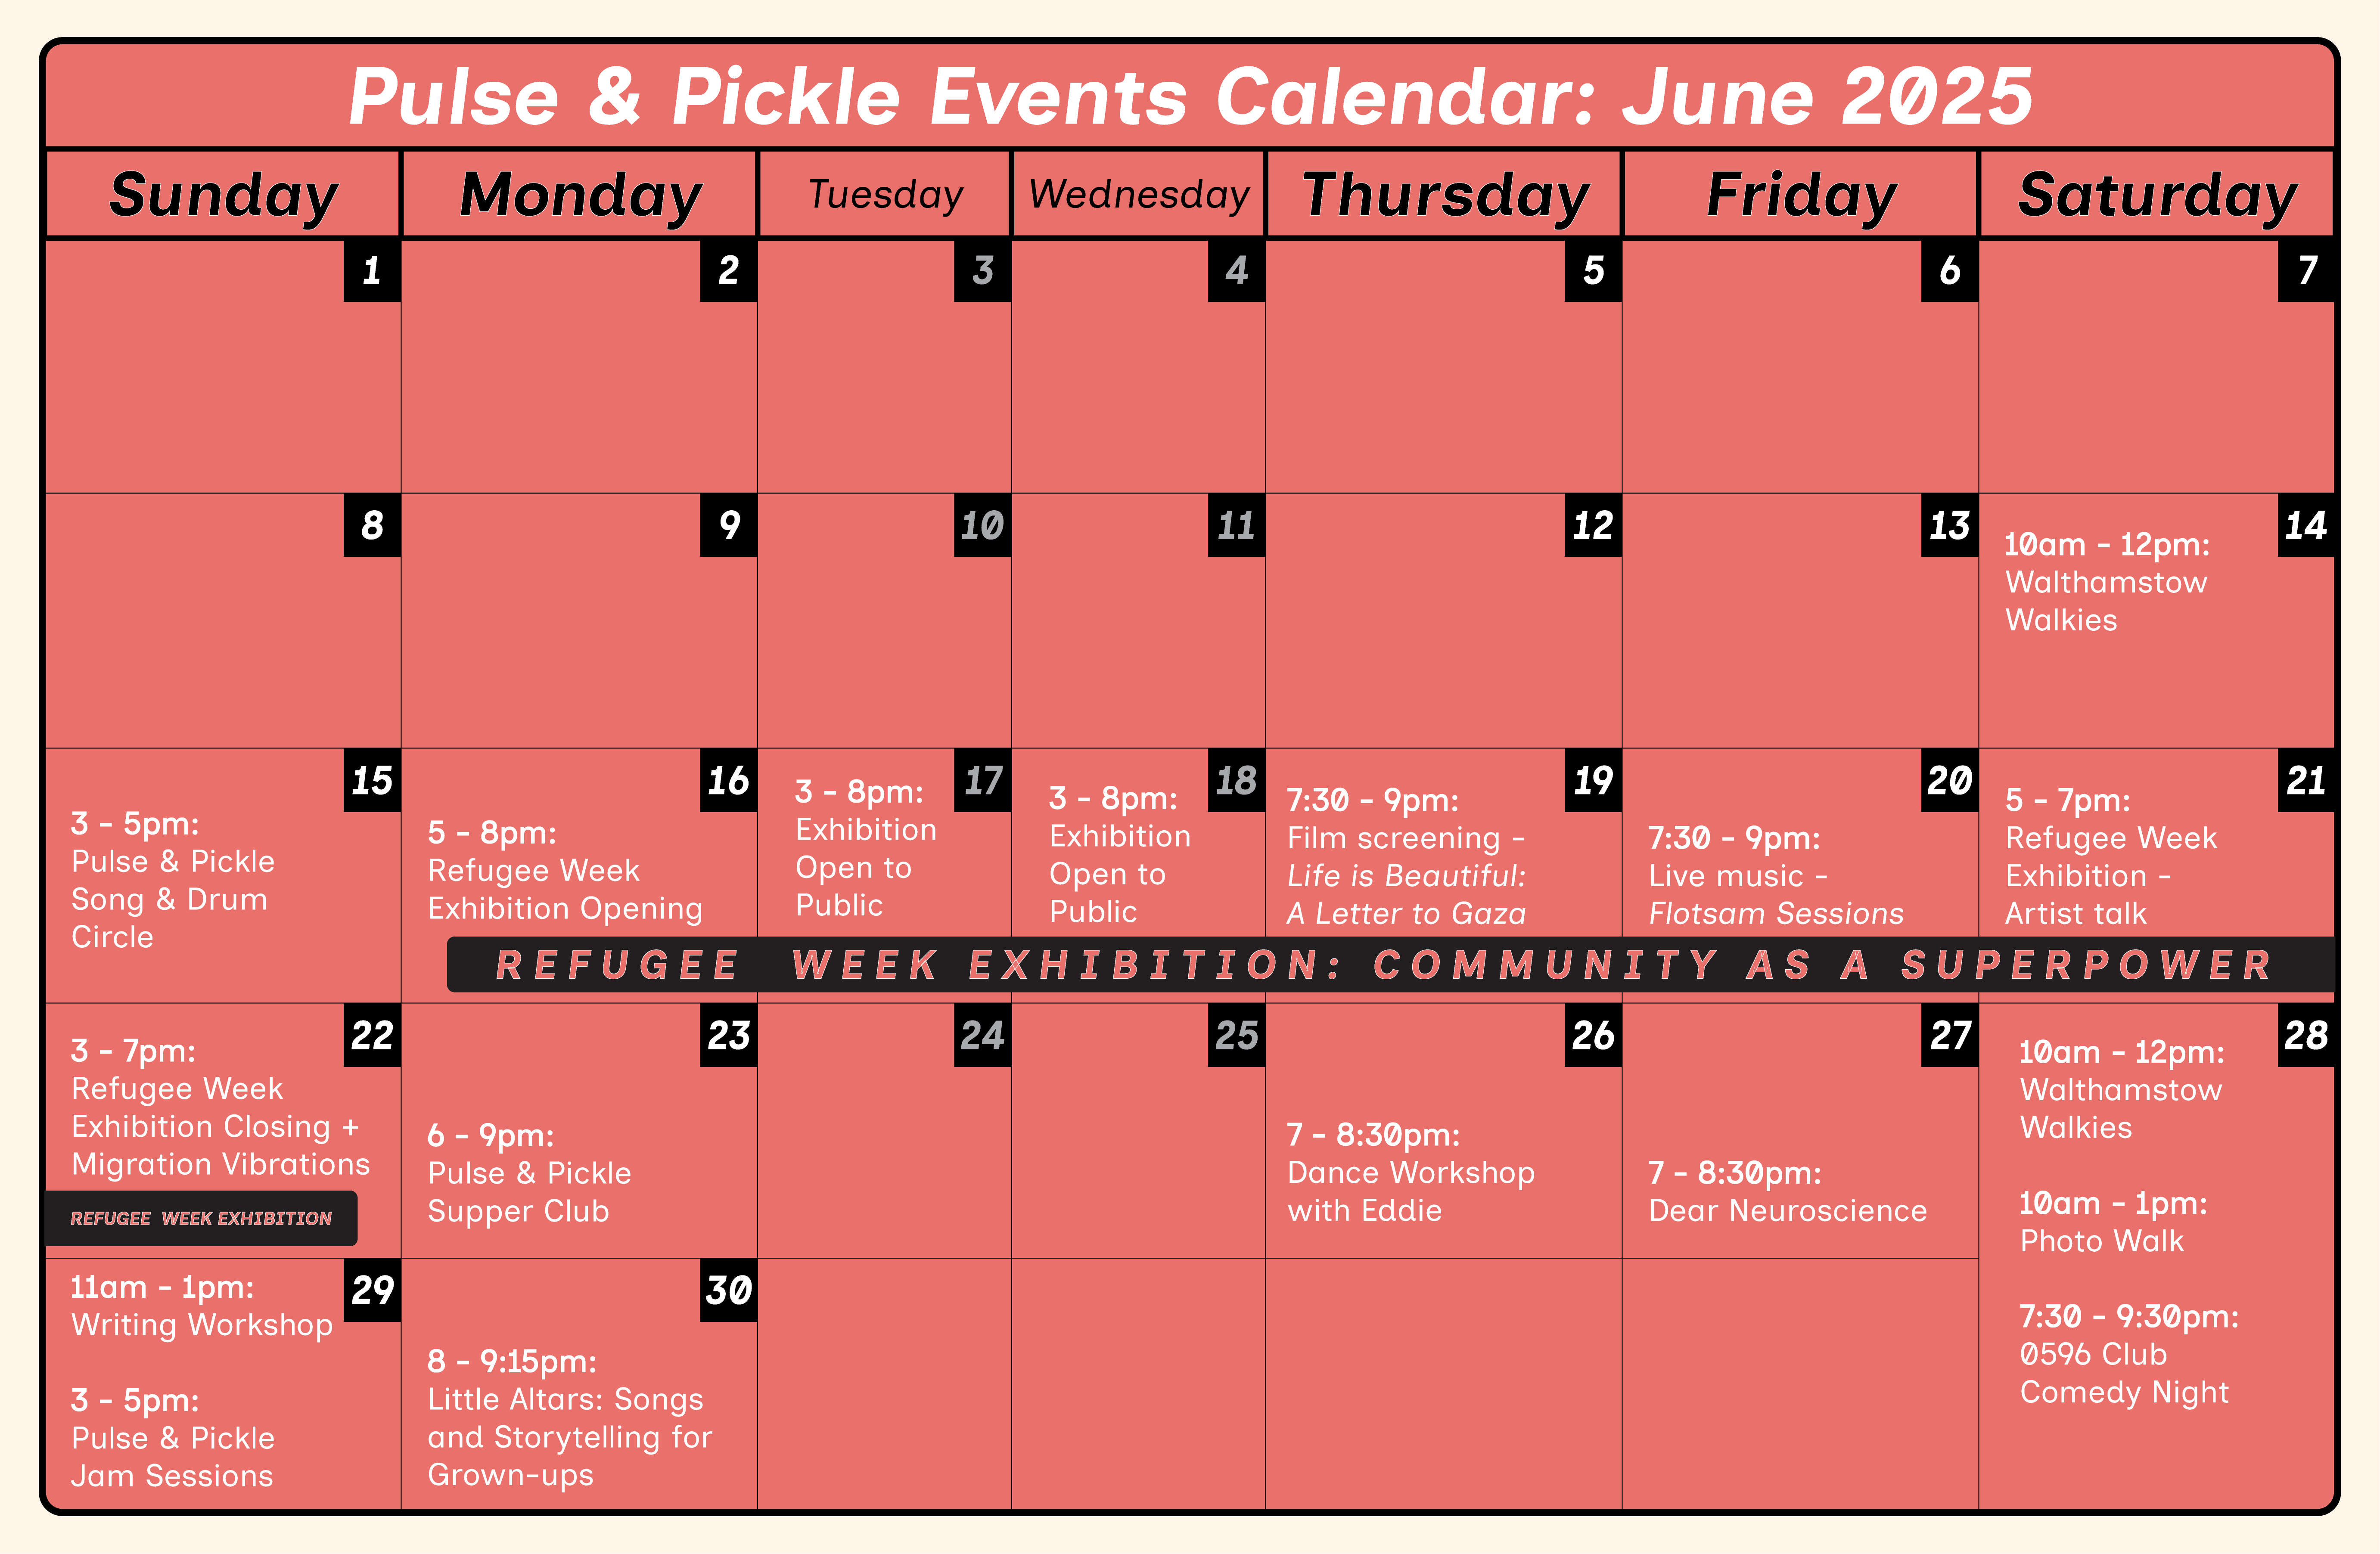 Pulse & Pickle Events Calendar: June 2025
Sunday
Monday
Tuesday
Wednesday
Thursday
Friday
Saturday
1
2
3
4
5
6
7
8
9
10
11
12
13
14
10am - 12pm:
Walthamstow
Walkies
15
3 - 5pm:
Pulse & Pickle
Song & Drum
Circle
16
5 - 8pm:
Refugee Week
Exhibition Opening
17
3 - 8pm:
Exhibition
Open to
Public
18
3 - 8pm:
Exhibition
Open to
Public
19
7:30 - 9pm:
Film screening -
Life is Beautiful:
A Letter to Gaza
20
7:30 - 9pm:
Live music -
Flotsam Sessions
21
5 - 7pm:
Refugee Week
Exhibition -
Artist talk
REFUGEE WEEK EXHIBITION: COMMUNITY AS A SUPERPOWER
22
3 - 7pm:
Refugee Week
Exhibition Closing +
Migration Vibrations
REFUGEE WEEK EXHIBITION
23
6 - 9pm:
Pulse & Pickle
Supper Club
24
25
26
7 - 8:30pm:
Dance Workshop
with Eddie
27
7 - 8:30pm:
Dear Neuroscience
28
10am - 12pm:
Walthamstow
Walkies
10am - 1pm:
Photo Walk
7:30 - 9:30pm:
0596 Club
Comedy Night
29
11am - 1pm:
Writing Workshop
3 - 5pm:
Pulse & Pickle
Jam Sessions
30
8 - 9:15pm:
Little Altars: Songs
and Storytelling for
Grown-ups